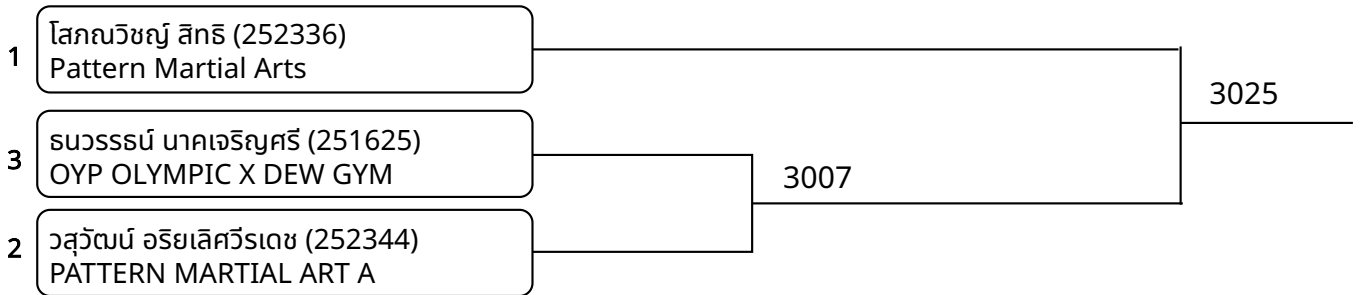 1
โสภณวิชญ์ สิทธิ (252336)
Pattern Martial Arts
3025
3
ธนวรรธน์ นาคเจริญศรี (251625)
OYP OLYMPIC X DEW GYM
3007
2
วสุวัฒน์ อริยเลิศวีรเดช (252344)
PATTERN MARTIAL ART A